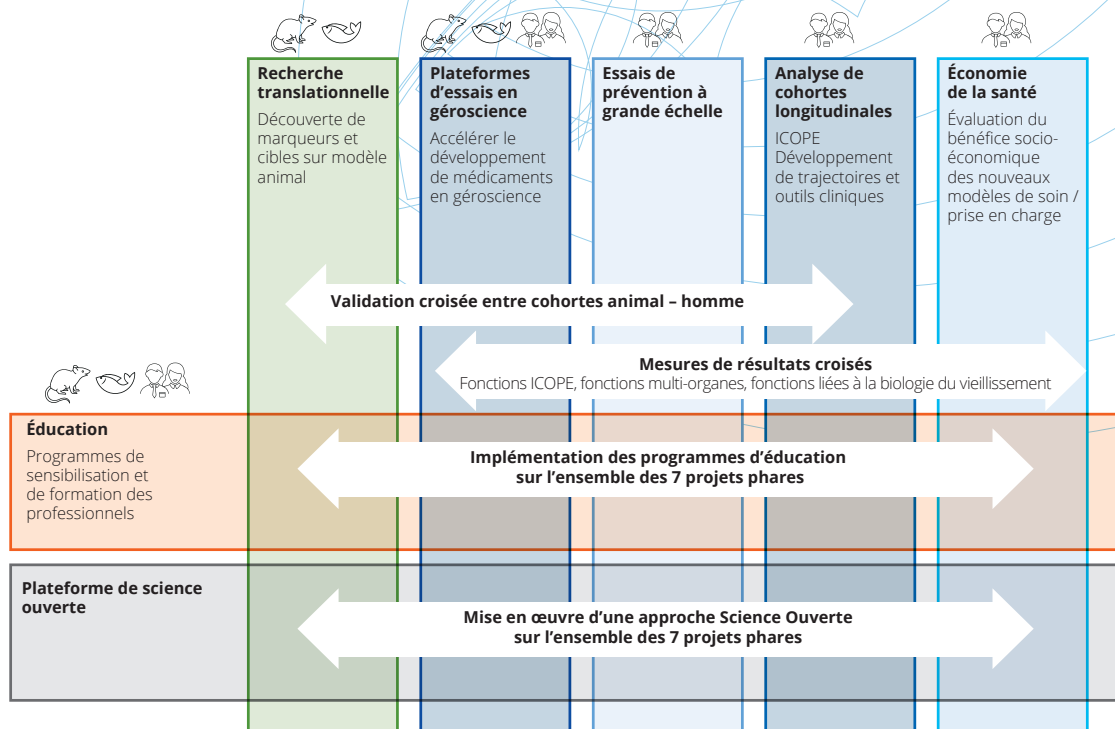 Recherche
translationnelle
Découverte de
marqueurs et
cibles sur modèle
animal
Plateformes
d'essais en
géroscience
Accélérer le
développement
de médicaments
en géroscience
Essais de
prévention à
grande échelle
Analyse de
cohortes
longitudinales
ICOPE
Développement
de trajectoires et
outils cliniques
Économie
de la santé
Évaluation du
bénéfice socio-
économique
des nouveaux
modèles de soin /
prise en charge
Validation croisée entre cohortes animal – homme
Mesures de résultats croisés
Fonctions ICOPE, fonctions multi-organes, fonctions liées à la biologie du vieillissement
Éducation
Programmes de
sensibilisation et
de formation des
professionnels
Implémentation des programmes d'éducation
sur l'ensemble des 7 projets phares
Plateforme de science
ouverte
Mise en œuvre d'une approche Science Ouverte
sur l'ensemble des 7 projets phares